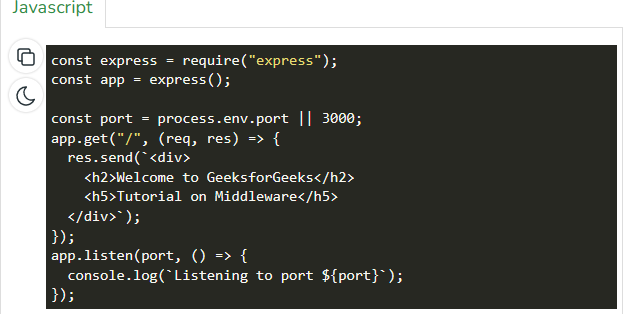 Javascript
const express = require("express");
const app = express();
const port = process.env.port || 3000;
app.get("/", (req, res) => {
  res.send(`<div>
    <h2>Welcome to GeeksforGeeks</h2>
    <h5>Tutorial on Middleware</h5>
  </div>`);
});
app.listen(port, () => {
  console.log(`Listening to port ${port}`);
});